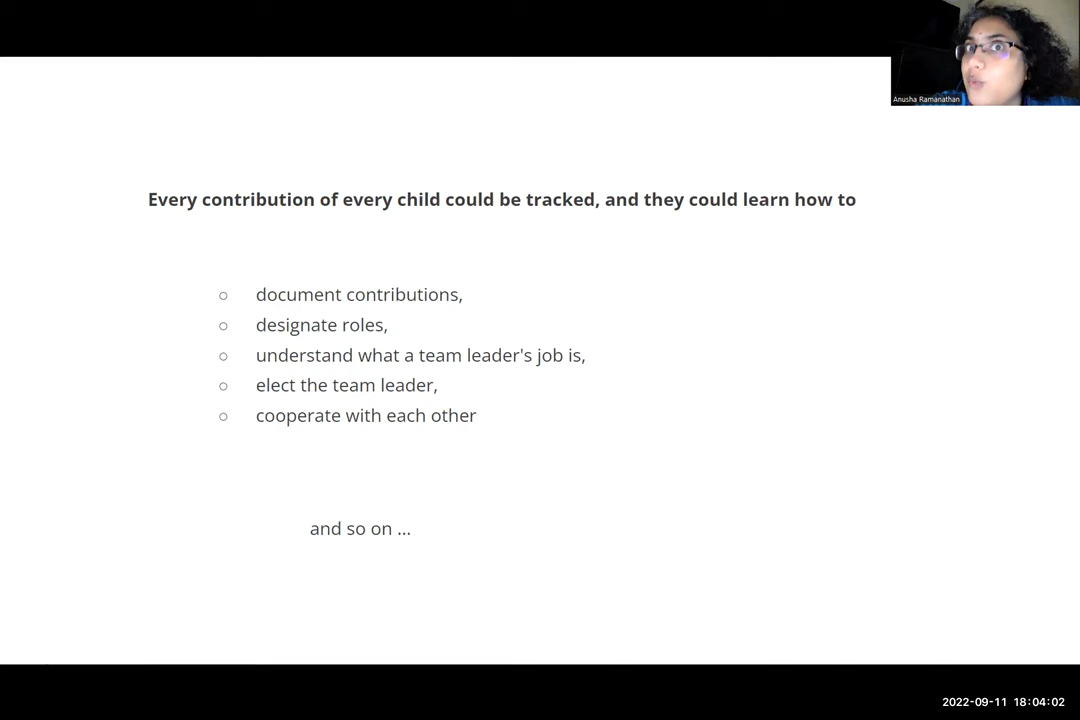 Anusha Ramanathan
Every contribution of every child could be tracked, and they could learn how to
○ document contributions,
○ designate roles,
○ understand what a team leader's job is,
○ elect the team leader,
○ cooperate with each other
and so on ...
2022-09-11 18:04:02